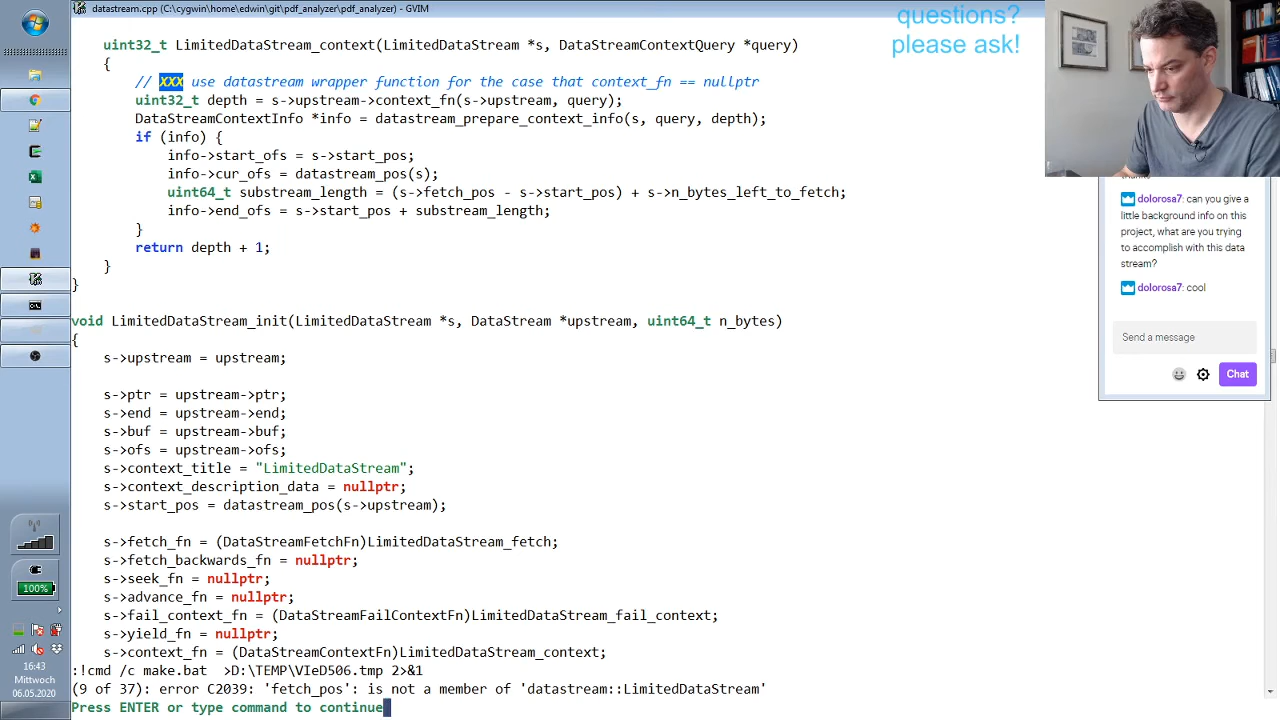 datastream.cpp (C:\cygwin\home\edwin\git\pdf_analyzer\pdf_analyzer) - GVIM
questions?
please ask!
uint32_t LimitedDataStream_context(LimitedDataStream *s, DataStreamContextQuery *query)
{
// XXX use datastream wrapper function for the case that context_fn == nullptr
uint32_t depth = s->upstream->context_fn(s->upstream, query);
DataStreamContextInfo *info = datastream_prepare_context_info(s, query, depth);
if (info) {
info->start_ofs = s->start_pos;
info->cur_ofs = datastream_pos(s);
uint64_t substream_length = (s->fetch_pos - s->start_pos) + s->n_bytes_left_to_fetch;
info->end_ofs = s->start_pos + substream_length;
}
return depth + 1;
}
}
void LimitedDataStream_init(LimitedDataStream *s, DataStream *upstream, uint64_t n_bytes)
{
s->upstream = upstream;
s->ptr = upstream->ptr;
s->end = upstream->end;
s->buf = upstream->buf;
s->ofs = upstream->ofs;
s->context_title = "LimitedDataStream";
s->context_description_data = nullptr;
s->start_pos = datastream_pos(s->upstream);
s->fetch_fn = (DataStreamFetchFn)LimitedDataStream_fetch;
s->fetch_backwards_fn = nullptr;
s->seek_fn = nullptr;
s->advance_fn = nullptr;
s->fail_context_fn = (DataStreamFailContextFn)LimitedDataStream_fail_context;
s->yield_fn = nullptr;
s->context_fn = (DataStreamContextFn)LimitedDataStream_context;
:!cmd /c make.bat  >D:\TEMP\VIeD506.tmp 2>&1
(9 of 37): error C2039: 'fetch_pos': is not a member of 'datastream::LimitedDataStream'
Press ENTER or type command to continue
dolorosa7: can you give a
little background info on this
project, what are you trying
to accomplish with this data
stream?
dolorosa7: cool
Send a message
Chat
100%
16:43
Mittwoch
06.05.2020